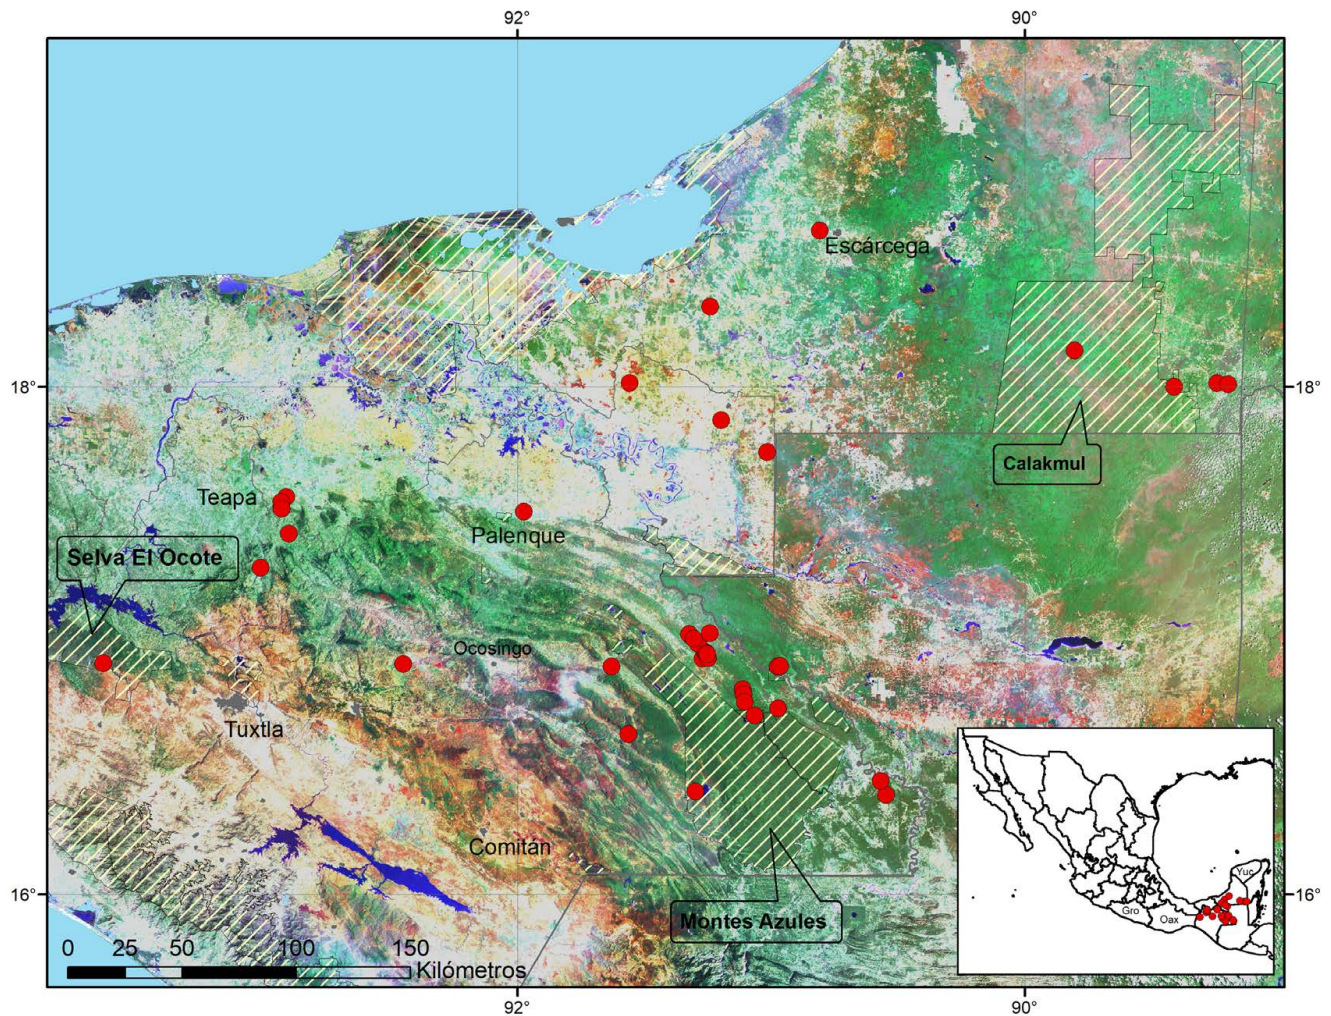 92°
90°
Escárcega
18°
18°
Calakmul
Teapa
Palenque
Selva El Ocote
Ocosingo
Tuxtla
Comitán
16°
16°
Montes Azules
Yuc
Gro
Oax
0 25 50 100 150
Kilómetros
92°
90°